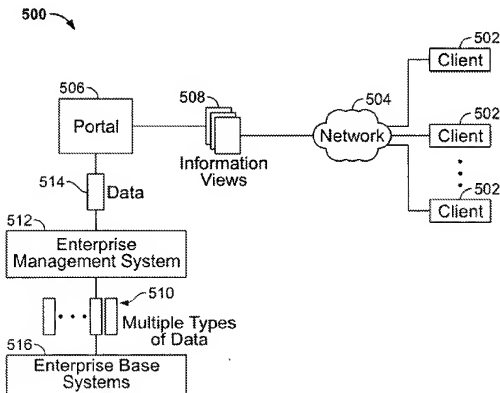 500
502
Client
506
508
504
Portal
Network
502
Client
Information
Views
514
Data
502
Client
512
Enterprise
Management System
510
Multiple Types
of Data
516
Enterprise Base
Systems